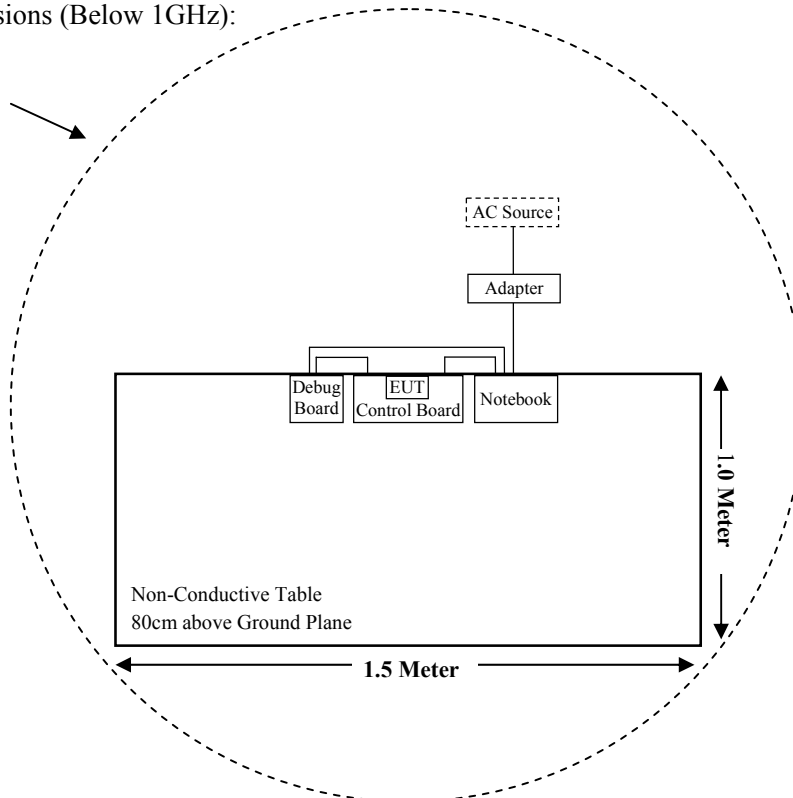 (Below 1GHz):
AC Source
Adapter
Debug
Board
EUT
Control Board
Notebook
1.0 Meter
Non-Conductive Table
80cm above Ground Plane
1.5 Meter